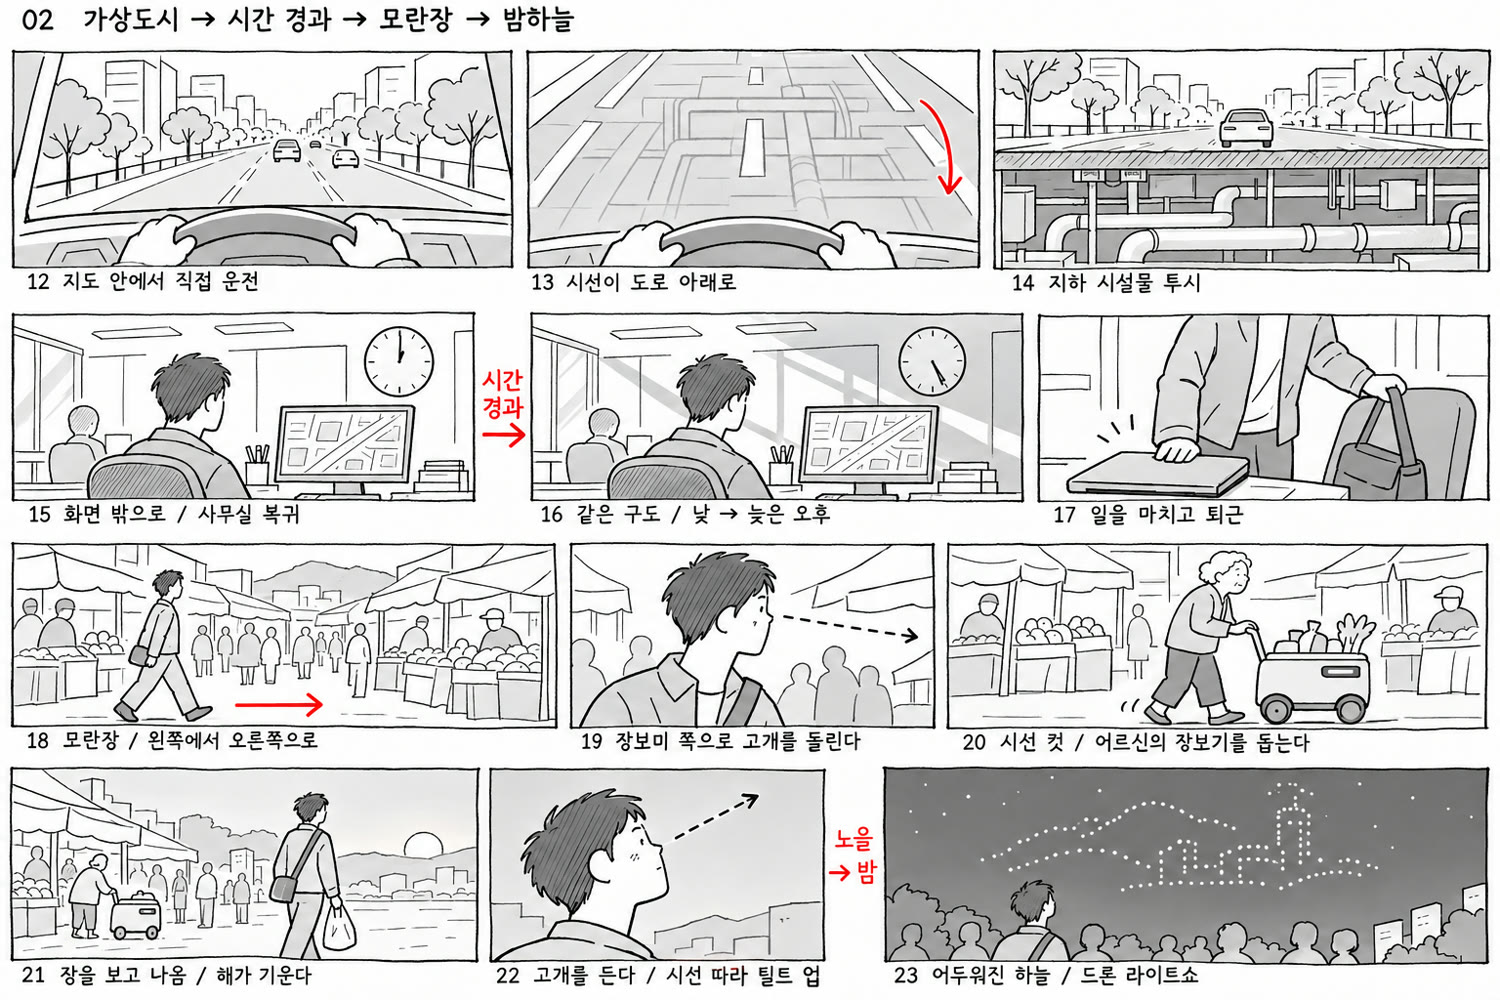 02 가상도시 → 시간 경과 → 모란장 → 밤하늘
12 지도 안에서 직접 운전
13 시선이 도로 아래로
14 지하 시설물 투시
시간
경과
15 화면 밖으로 / 사무실 복귀
16 같은 구도 / 낮 → 늦은 오후
17 일을 마치고 퇴근
18 모란장 / 왼쪽에서 오른쪽으로
19 장보미 쪽으로 고개를 돌린다
20 시선 컷 / 어르신의 장보기를 돕는다
노을
→ 밤
21 장을 보고 나옴 / 해가 기운다
22 고개를 든다 / 시선 따라 틸트 업
23 어두워진 하늘 / 드론 라이트쇼